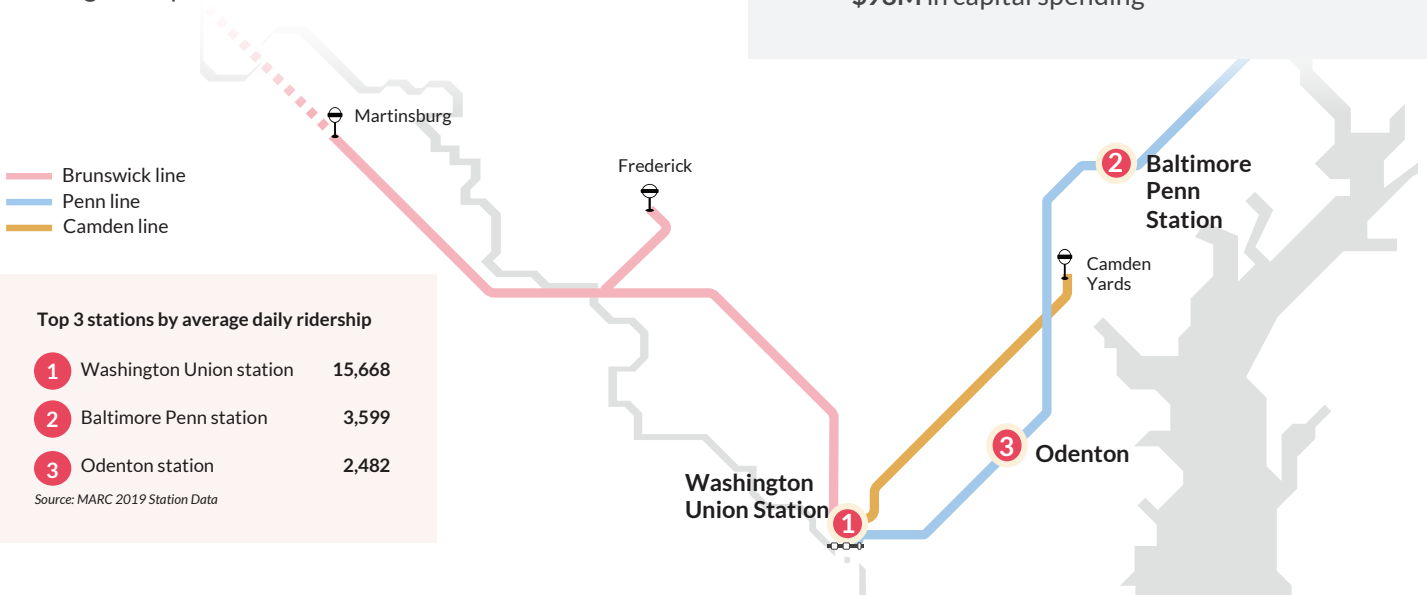 in capital spending
Martinsburg
Frederick
Brunswick line
Penn line
Camden line
2
Baltimore
Penn
Station
Camden
Yards
Top 3 stations by average daily ridership
1 Washington Union station 15,668
2 Baltimore Penn station 3,599
3 Odenton station 2,482
Source: MARC 2019 Station Data
3 Odenton
Washington
Union Station
1